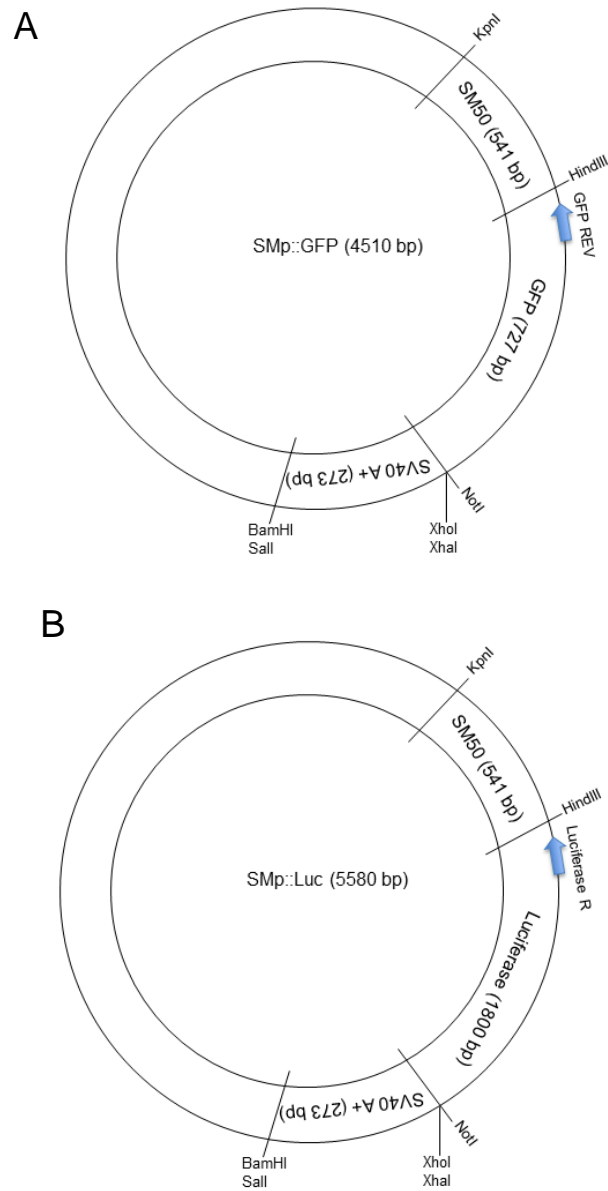 A
KpnI
SM50 (541 bp)
HindIII
GFP REV
SMp::GFP (4510 bp)
GFP (727 bp)
SV40 A+ (273 bp)
NotI
BamHI
SalI
XhoI
XhaI
B
KpnI
SM50 (541 bp)
HindIII
Luciferase R
SMp::Luc (5580 bp)
Luciferase (1800 bp)
SV40 A+ (273 bp)
NotI
BamHI
SalI
XhoI
XhaI